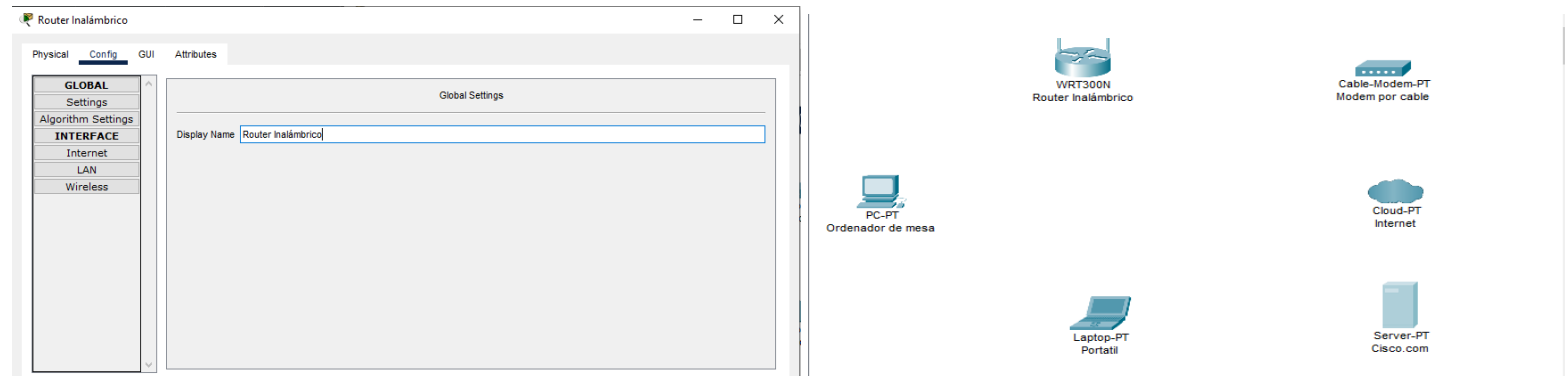 Router Inalámbrico
Physical Config GUI Attributes
GLOBAL
Settings
Algorithm Settings
INTERFACE
Internet
LAN
Wireless
Global Settings
Display Name Router Inalámbrico
WRT300N
Router Inalámbrico
Cable-Modem-PT
Modem por cable
PC-PT
Ordenador de mesa
Cloud-PT
Internet
Laptop-PT
Portatil
Server-PT
Cisco.com